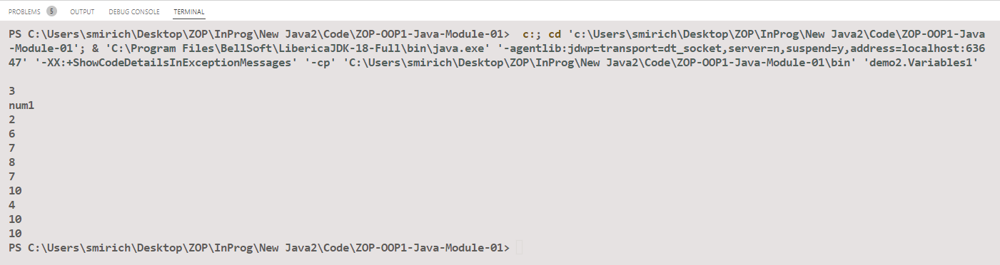 PROBLEMS 5 OUTPUT DEBUG CONSOLE TERMINAL
PS C:\Users\smirich\Desktop\ZOP\InProg\New Java2\Code\ZOP-OOP1-Java-Module-01>  c:; cd 'c:\Users\smirich\Desktop\ZOP\InProg\New Java2\Code\ZOP-OOP1-Java
-Module-01'; & 'C:\Program Files\BellSoft\LibericaJDK-18-Full\bin\java.exe' '-agentlib:jdwp=transport=dt_socket,server=n,suspend=y,address=localhost:636
47' '-XX:+ShowCodeDetailsInExceptionMessages' '-cp' 'C:\Users\smirich\Desktop\ZOP\InProg\New Java2\Code\ZOP-OOP1-Java-Module-01\bin' 'demo2.Variables1'
3
num1
2
6
7
8
7
10
4
10
10
PS C:\Users\smirich\Desktop\ZOP\InProg\New Java2\Code\ZOP-OOP1-Java-Module-01>